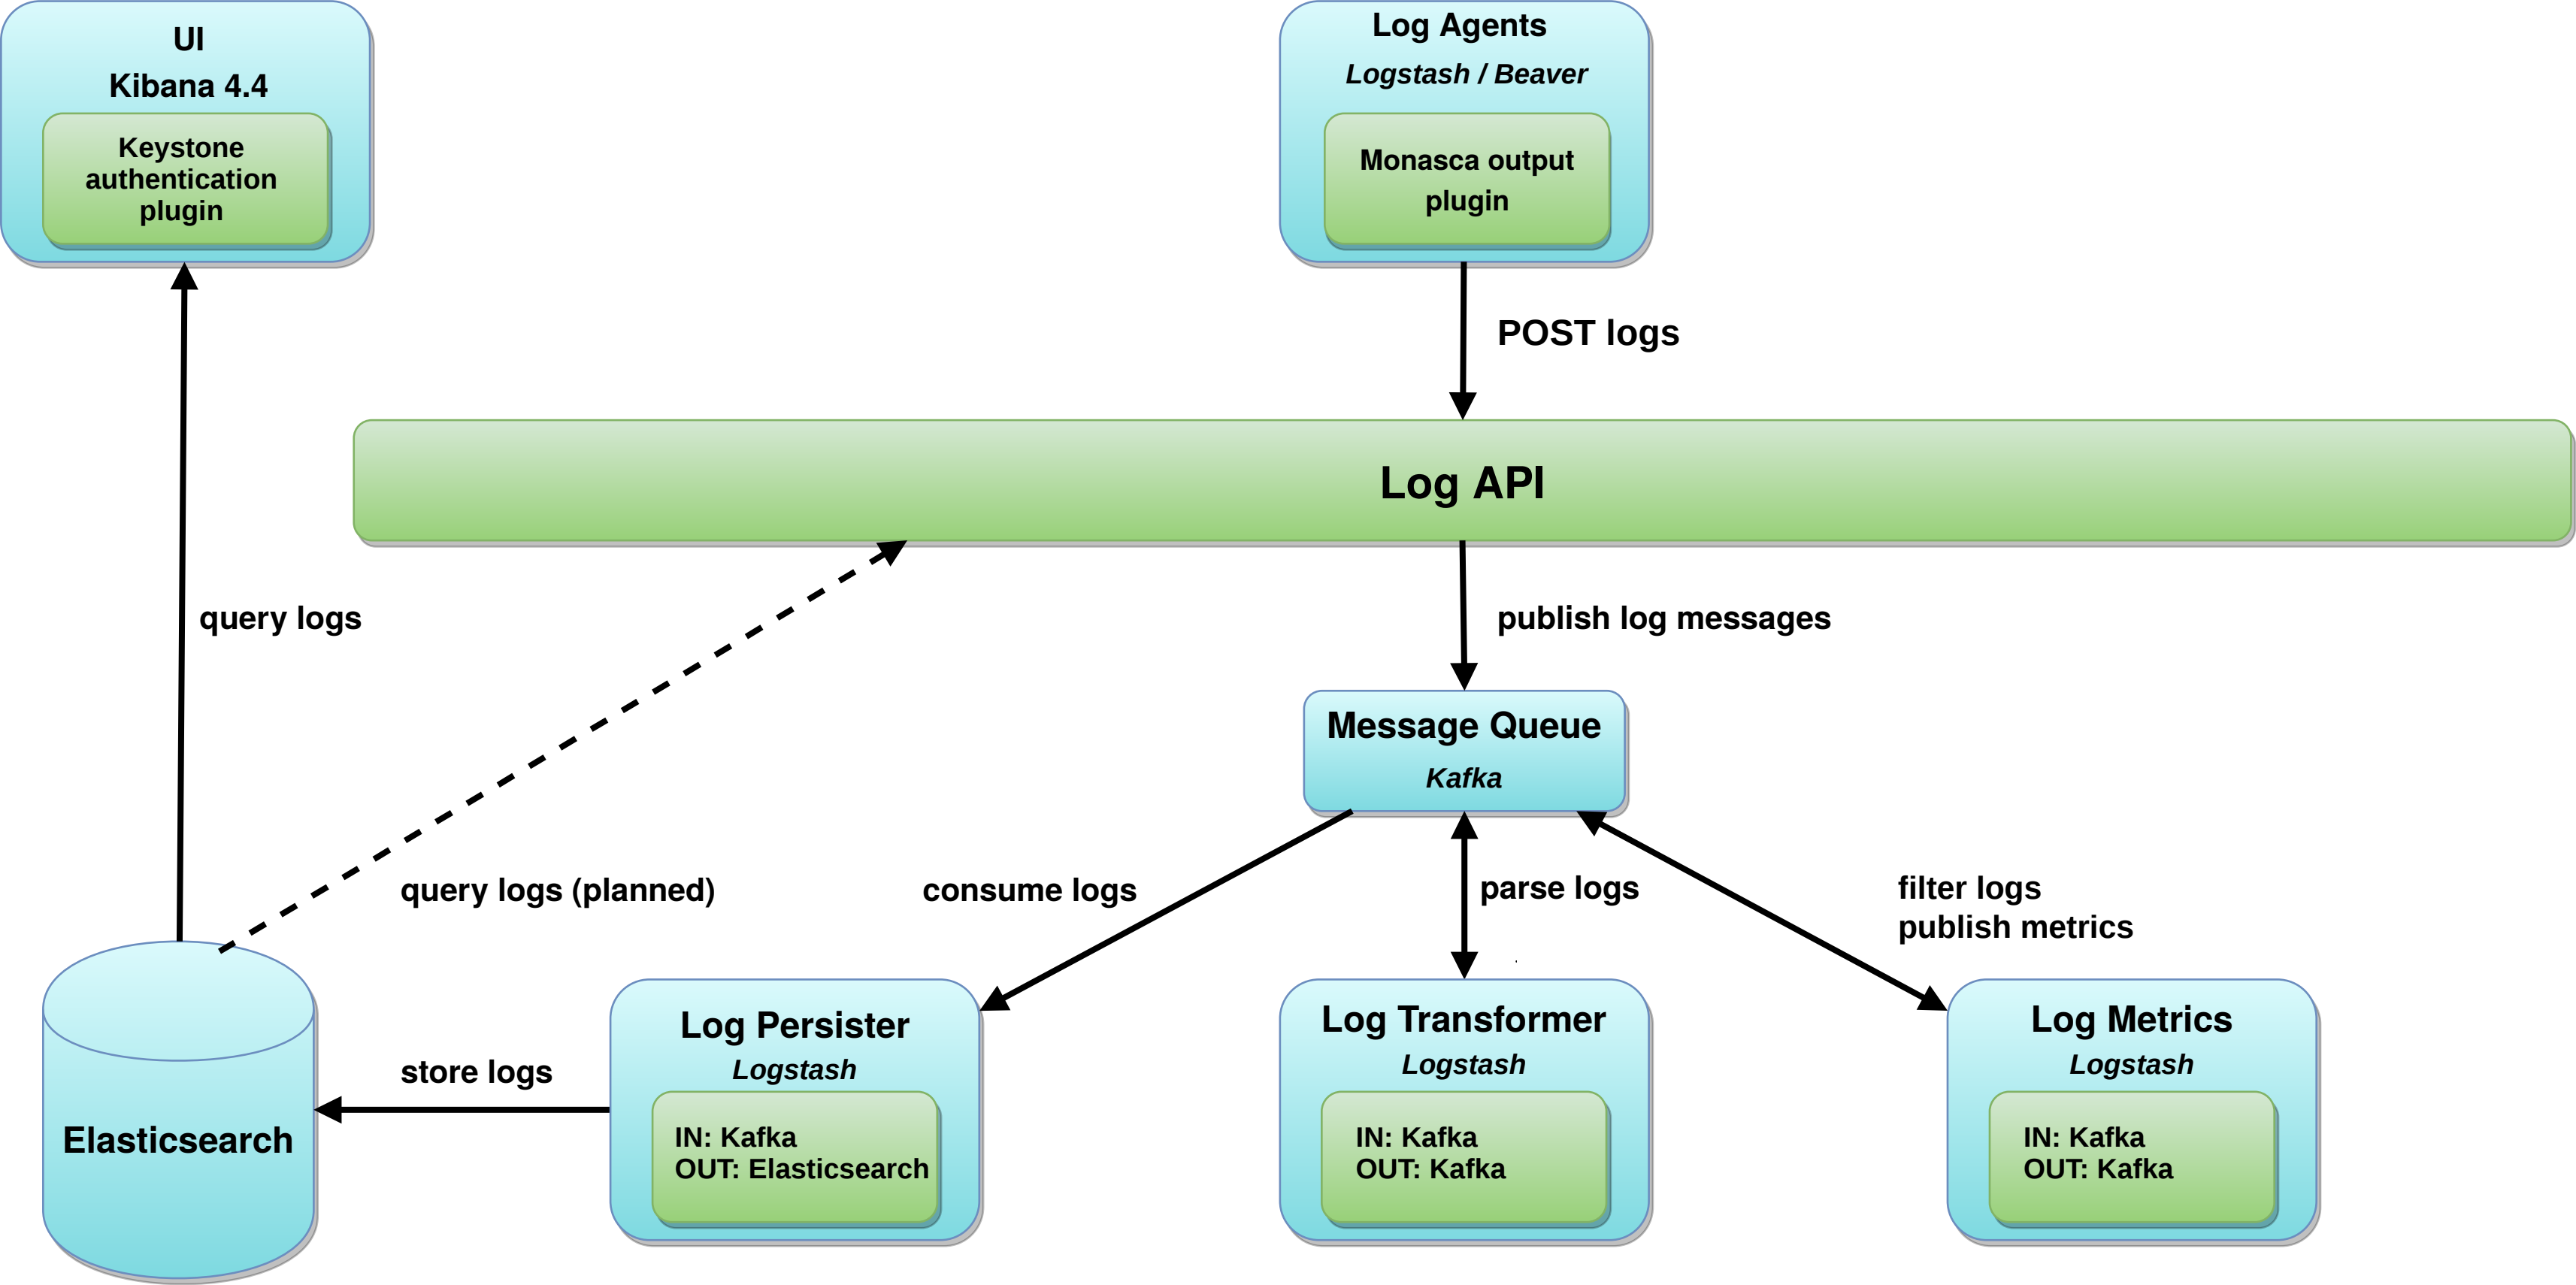 UI
Kibana 4.4
Keystone
authentication
plugin
Log Agents
Logstash / Beaver
Monasca output
plugin
POST logs
Log API
query logs
publish log messages
Message Queue
Kafka
query logs (planned)
consume logs
parse logs
filter logs
publish metrics
Elasticsearch
store logs
Log Persister
Logstash
IN: Kafka
OUT: Elasticsearch
Log Transformer
Logstash
IN: Kafka
OUT: Kafka
Log Metrics
Logstash
IN: Kafka
OUT: Kafka